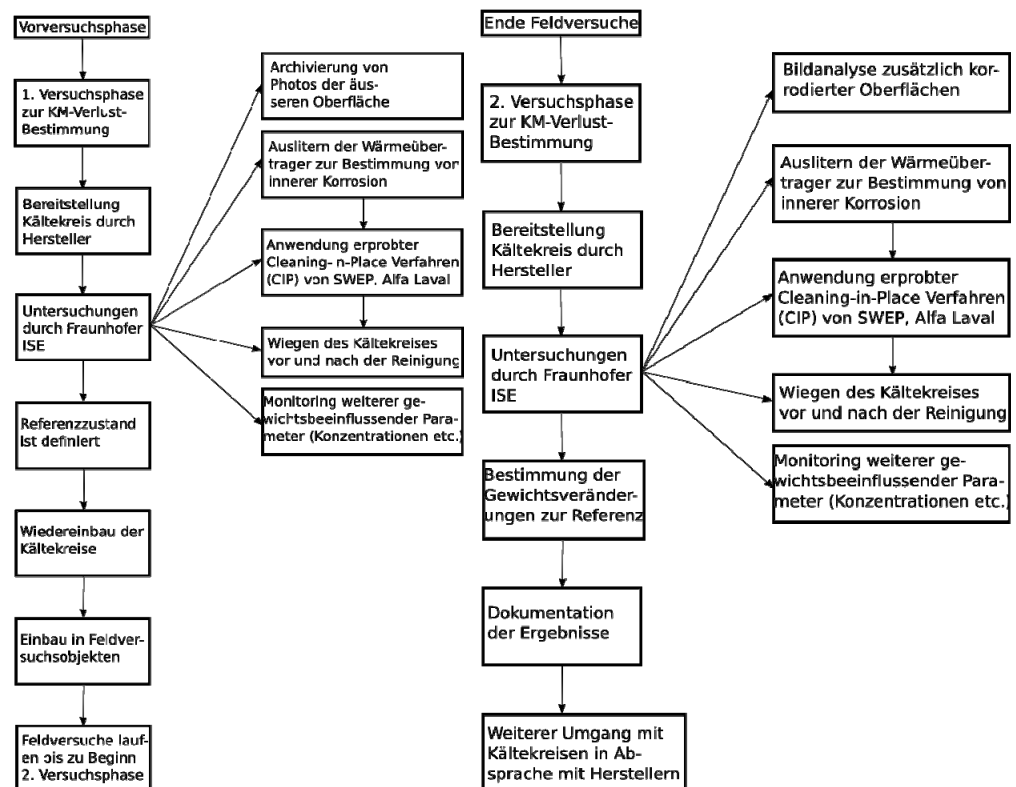 Vorversuchsphase
1. Versuchsphase
zur KM-Verlust-
Bestimmung
Bereitstellung
Kältekreis durch
Hersteller
Untersuchungen
durch Fraunhofer
ISE
Referenzzustand
ist definiert
Wiedereinbau der
Kältekreise
Einbau in Feldver-
suchsobjekten
Feldversuche lauf-
en bis zu Beginn
2. Versuchsphase
Archivierung von
Photos der äus-
seren Oberfläche
Auslitern der Wärmeüber-
trager zur Bestimmung von
innerer Korrosion
Anwendung erprobter
Cleaning-in-Place Verfahren
(CIP) von SWEP, Alfa Laval
Wiegen des Kältekreises
vor und nach der Reinigung
Monitoring weiterer ge-
wichtsbeeinflussender Para-
meter (Konzentrationen etc.)
Ende Feldversuche
2. Versuchsphase
zur KM-Verlust-
Bestimmung
Bereitstellung
Kältekreis durch
Hersteller
Untersuchungen
durch Fraunhofer
ISE
Bestimmung der
Gewichtsveränder-
ungen zur Referenz
Dokumentation
der Ergebnisse
Weiterer Umgang mit
Kältekreisen in Ab-
sprache mit Herstellern
Bildanalyse zusätzlich kor-
rodierter Oberflächen
Auslitern der Wärmeüber-
trager zur Bestimmung von
innerer Korrosion
Anwendung erprobter
Cleaning-in-Place Verfahren
(CIP) von SWEP, Alfa Laval
Wiegen des Kältekreises
vor und nach der Reinigung
Monitoring weiterer ge-
wichtsbeeinflussender Para-
meter (Konzentrationen etc.)